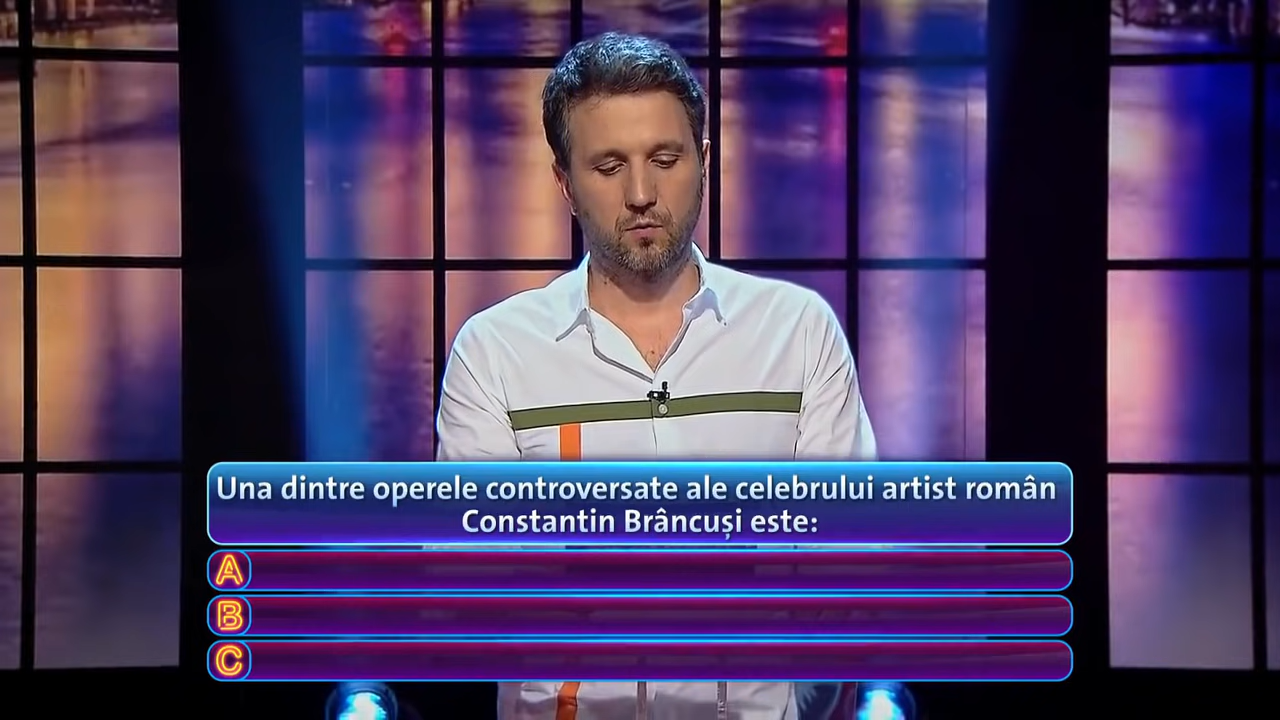 Una dintre operele controversate ale celebrului artist român
Constantin Brâncuși este:
A
B
C